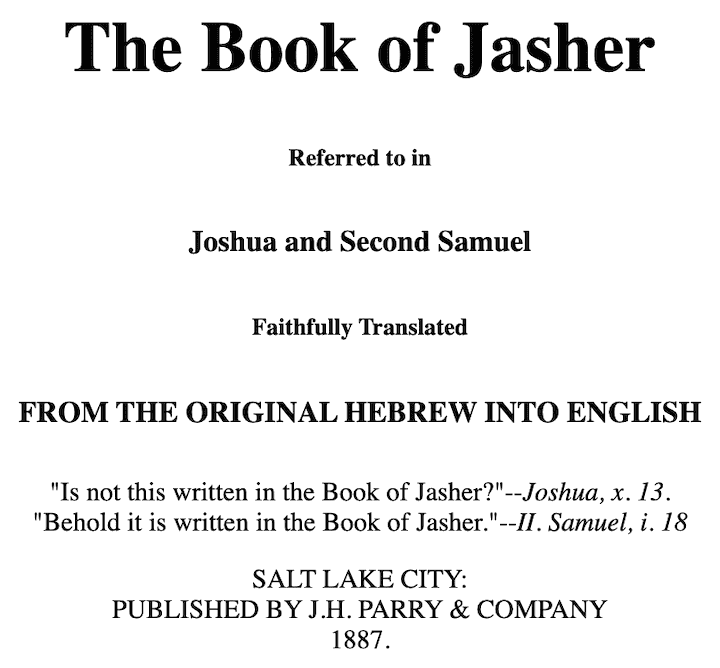 The Book of Jasher
Referred to in
Joshua and Second Samuel
Faithfully Translated
FROM THE ORIGINAL HEBREW INTO ENGLISH
"Is not this written in the Book of Jasher?"--Joshua, x. 13.
"Behold it is written in the Book of Jasher."--II. Samuel, i. 18
SALT LAKE CITY:
PUBLISHED BY J.H. PARRY & COMPANY
1887.